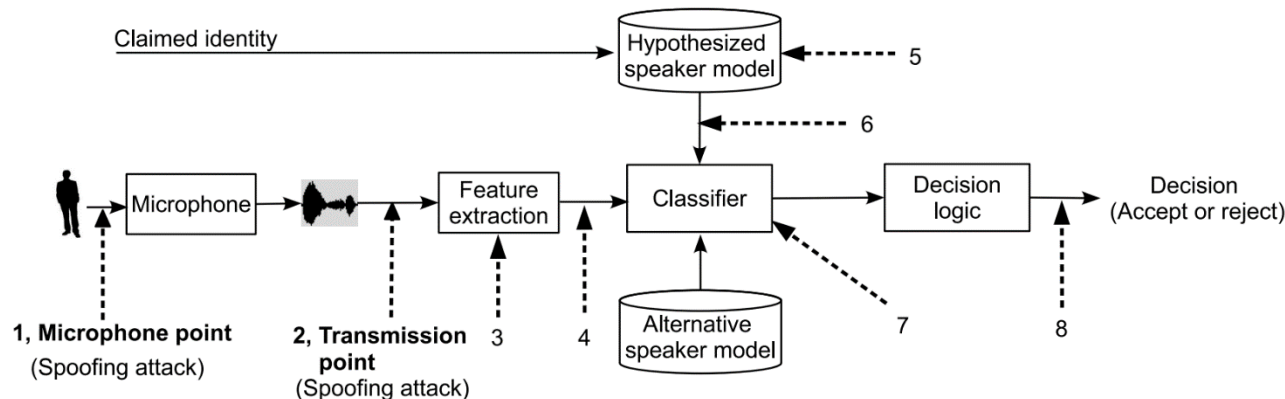 Claimed identity
Hypothesized
speaker model
5
6
Microphone
Feature
extraction
Classifier
Decision
logic
Decision
(Accept or reject)
1, Microphone point
(Spoofing attack)
2, Transmission
point
(Spoofing attack)
3
4
Alternative
speaker model
7
8